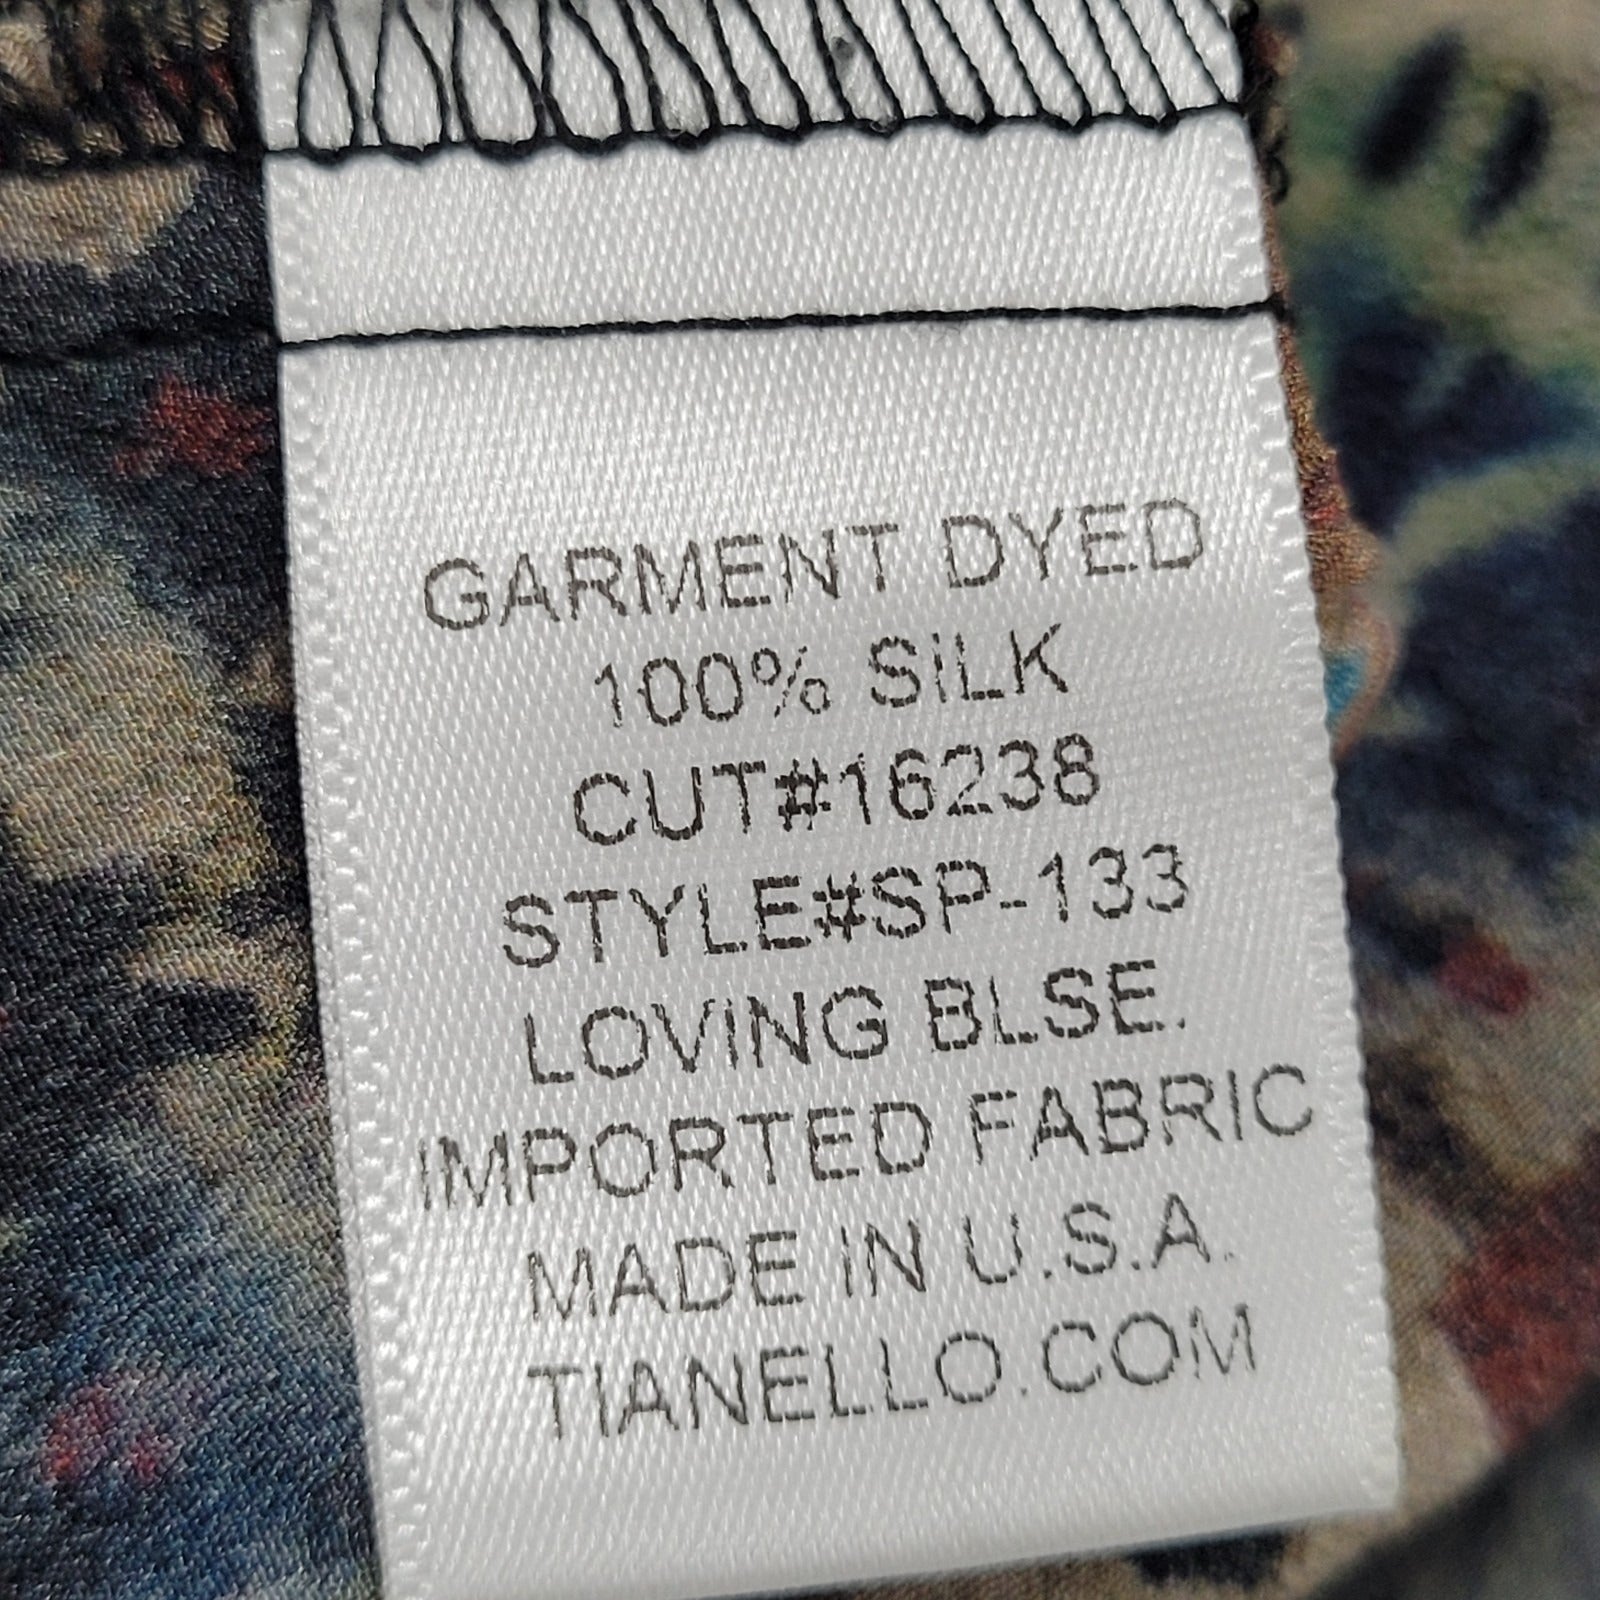 GARMENT DYED
100% SiLK
CUT#16238
STYLE#SP-133
LOVING BLSE.
IMPORTED FABRIC
MADE IN U.S.A.
TIANELLO.COM